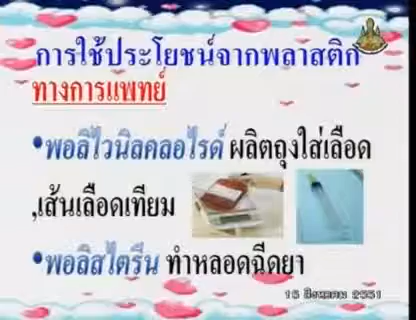 การใช้ประโยชน์จากพลาสติก
ทางการแพทย์
•พอลิไวนิลคลอไรด์ ผลิตถุงใส่เลือด
,เส้นเลือดเทียม
•พอลิสไตรีน ทำหลอดฉีดยา
15 สิงหาคม 2551